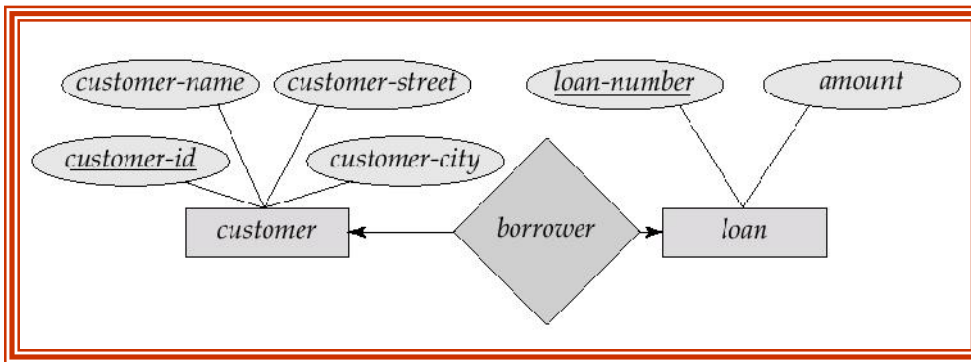 customer-name customer-street loan-number amount
customer-id customer-city
customer borrower loan